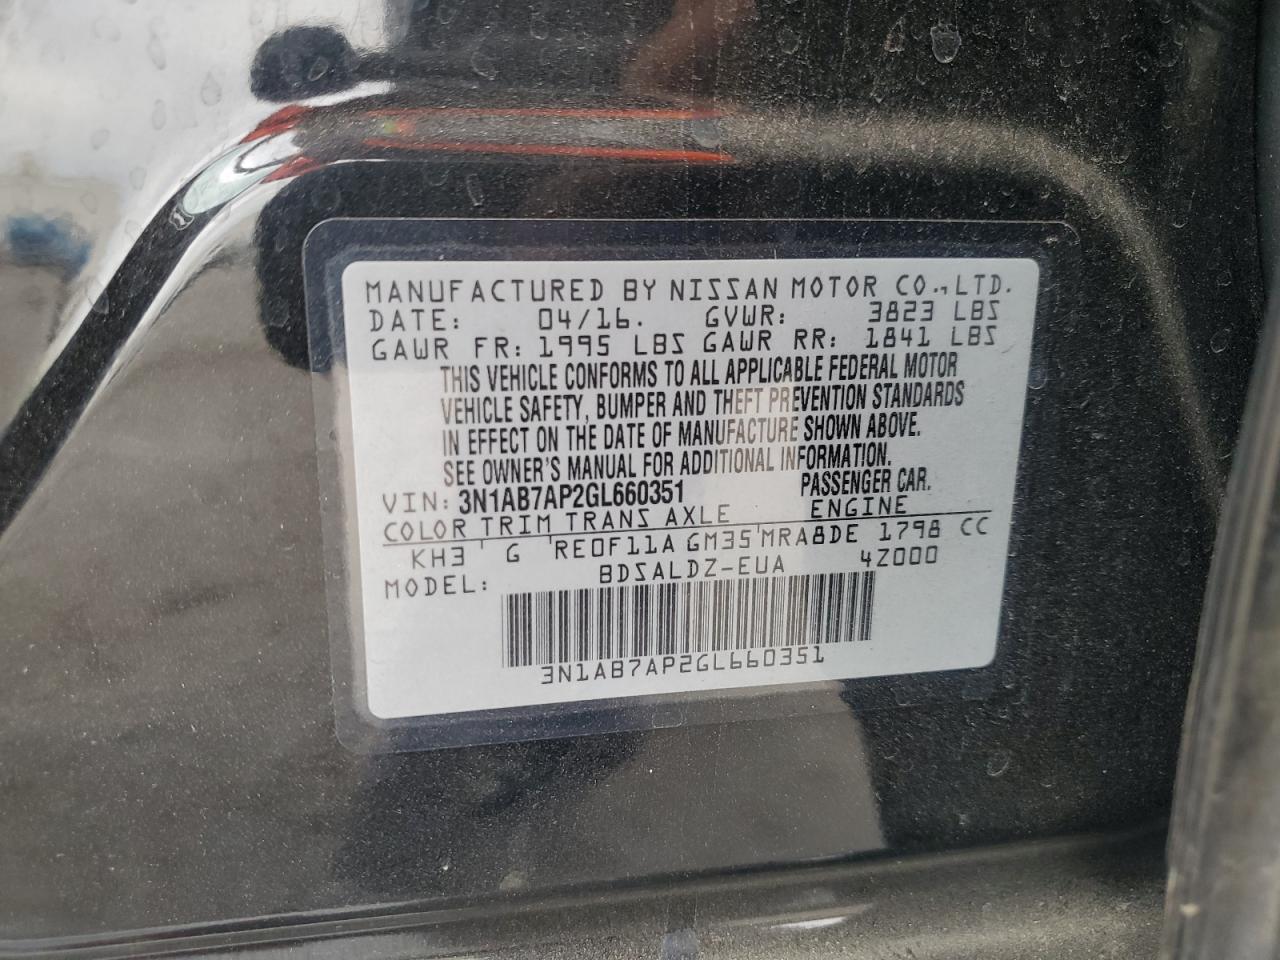 MANUFACTURED BY NISSAN MOTOR CO., LTD.
DATE: 04/16. GVWR: 3823 LBS
GAWR FR: 1995 LBS GAWR RR: 1841 LBS
THIS VEHICLE CONFORMS TO ALL APPLICABLE FEDERAL MOTOR
VEHICLE SAFETY, BUMPER AND THEFT PREVENTION STANDARDS
IN EFFECT ON THE DATE OF MANUFACTURE SHOWN ABOVE.
SEE OWNER'S MANUAL FOR ADDITIONAL INFORMATION.
VIN: 3N1AB7AP2GL660351 PASSENGER CAR.
COLOR TRIM TRANS AXLE ENGINE
KH3 ' G 'RE0F11A GM35'MRA8DE 1798 CC
MODEL: BDSALDZ-EUA 4Z000
3N1AB7AP2GL660351